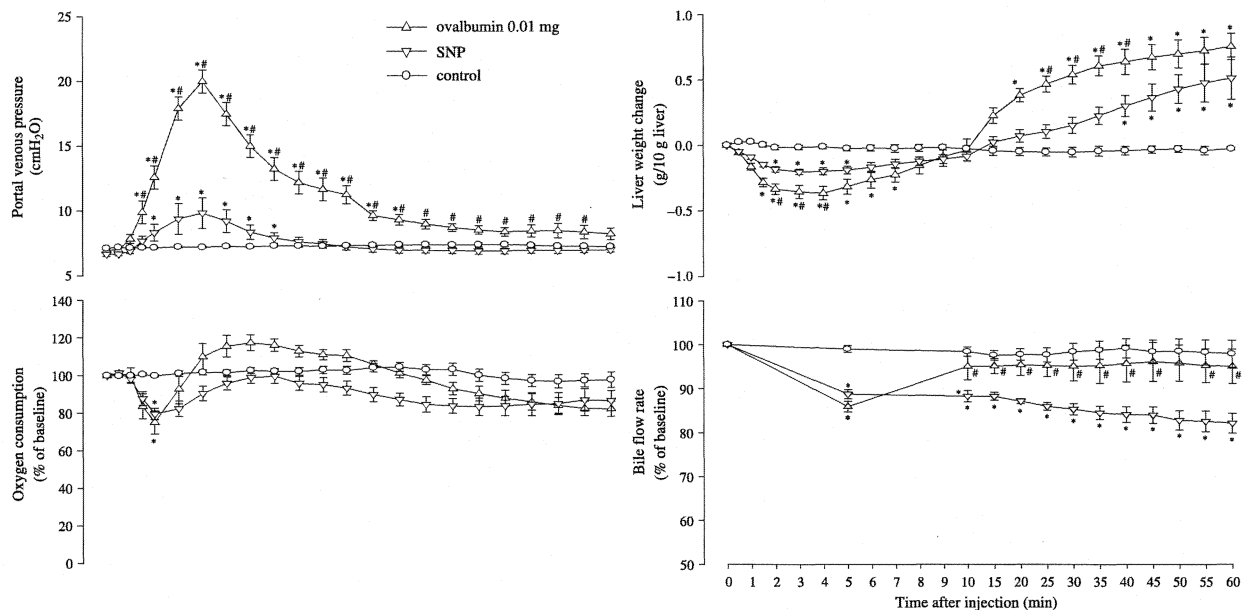 25
20
15
10
5
Portal venous pressure
(cmH₂O)
ovalbumin 0.01 mg
SNP
control
*# *# *# *# *# *# *# *# *# *# *# *# *# # # # # # # # #
* * * * * *
140
120
100
80
60
40
20
0
Oxygen consumption
(% of baseline)
*
*
1.0
0.5
0.0
−0.5
−1.0
Liver weight change
(g/10 g liver)
* *# *# *# *# *# * * * * *
* * * * * *
* * * *
* *# *# *# * * *
110
100
90
80
70
60
50
Bile flow rate
(% of baseline)
*
*
# # # # # # # # # # #
* * * * * * * * * * *
0 1 2 3 4 5 6 7 8 9 10 15 20 25 30 35 40 45 50 55 60
Time after injection (min)